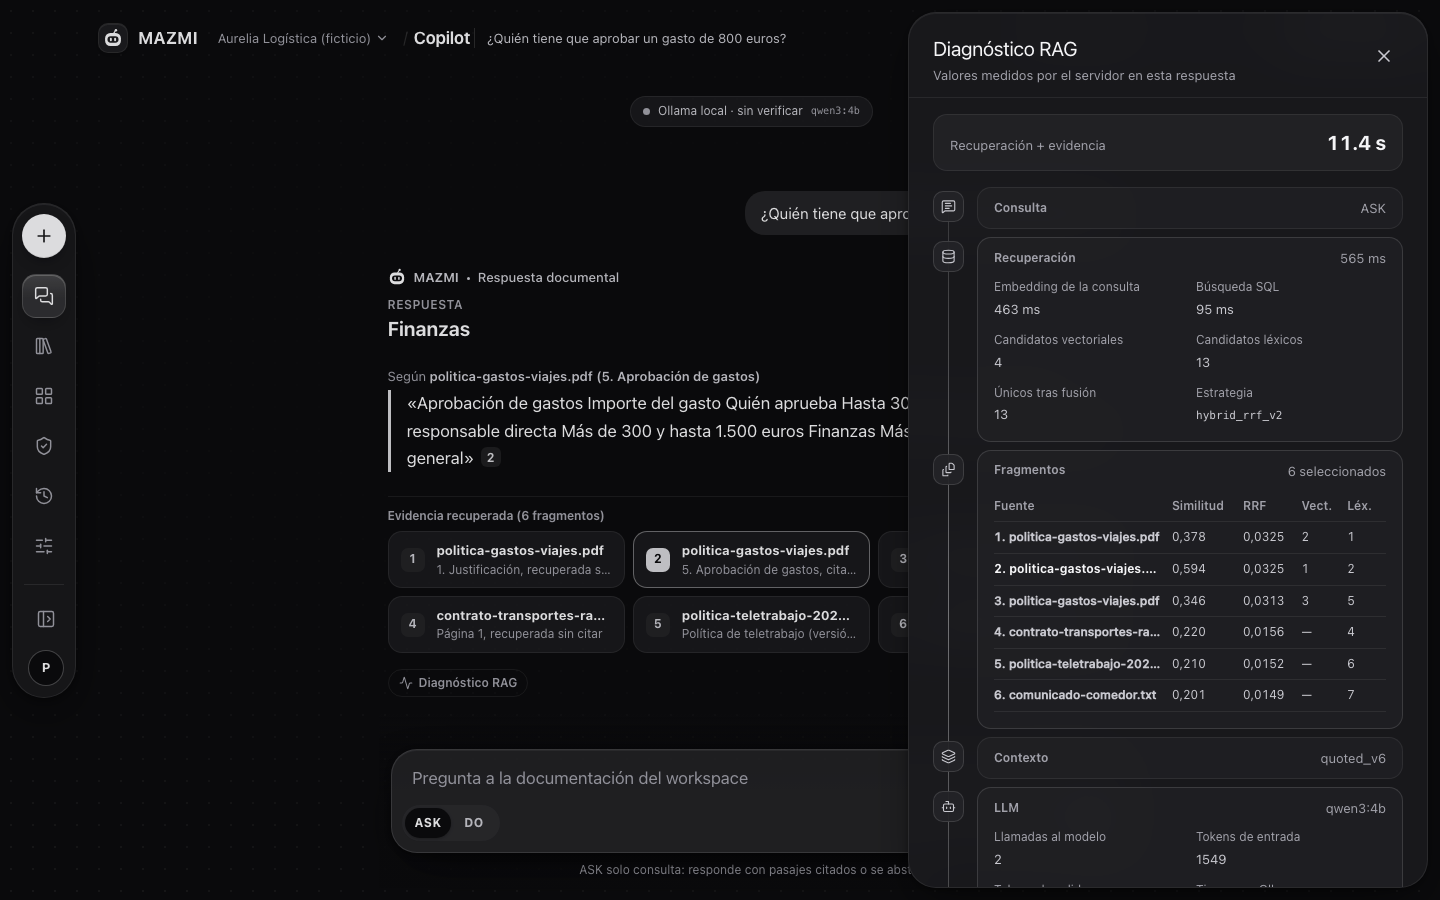 MAZMI
Aurelia Logística (ficticio)
/ Copilot
¿Quién tiene que aprobar un gasto de 800 euros?
Ollama local · sin verificar qwen3:4b
¿Quién tiene que apro
MAZMI • Respuesta documental
RESPUESTA
Finanzas
Según politica-gastos-viajes.pdf (5. Aprobación de gastos)
«Aprobación de gastos Importe del gasto Quién aprueba Hasta 30
responsable directa Más de 300 y hasta 1.500 euros Finanzas Más
general» 2
Evidencia recuperada (6 fragmentos)
1 politica-gastos-viajes.pdf
1. Justificación, recuperada s...
2 politica-gastos-viajes.pdf
5. Aprobación de gastos, cita...
3
4 contrato-transportes-ra...
Página 1, recuperada sin citar
5 politica-teletrabajo-202...
Política de teletrabajo (versió...
6
Diagnóstico RAG
Pregunta a la documentación del workspace
ASK DO
ASK solo consulta: responde con pasajes citados o se abst
P
Diagnóstico RAG
Valores medidos por el servidor en esta respuesta
Recuperación + evidencia 11.4 s
Consulta ASK
Recuperación 565 ms
Embedding de la consulta Búsqueda SQL
463 ms 95 ms
Candidatos vectoriales Candidatos léxicos
4 13
Únicos tras fusión Estrategia
13 hybrid_rrf_v2
Fragmentos 6 seleccionados
Fuente Similitud RRF Vect. Léx.
1. politica-gastos-viajes.pdf 0,378 0,0325 2 1
2. politica-gastos-viajes.... 0,594 0,0325 1 2
3. politica-gastos-viajes.pdf 0,346 0,0313 3 5
4. contrato-transportes-ra... 0,220 0,0156 — 4
5. politica-teletrabajo-202... 0,210 0,0152 — 6
6. comunicado-comedor.txt 0,201 0,0149 — 7
Contexto quoted_v6
LLM qwen3:4b
Llamadas al modelo Tokens de entrada
2 1549